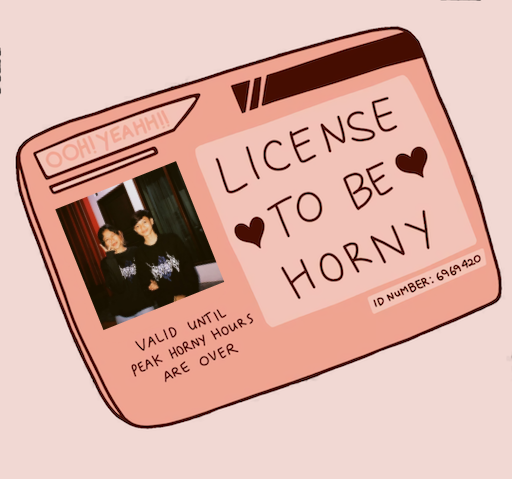 OOH! YEAHH!!
LICENSE
TO BE
HORNY
ID NUMBER: 6969420
VALID UNTIL
PEAK HORNY HOURS
ARE OVER